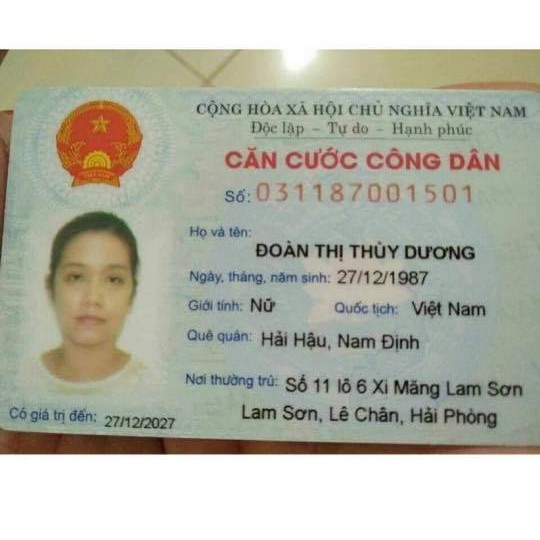 CỘNG HÒA XÃ HỘI CHỦ NGHĨA VIỆT NAM
Độc lập – Tự do – Hạnh phúc
CĂN CƯỚC CÔNG DÂN
Số: 031187001501
Họ và tên:
ĐOÀN THỊ THÙY DƯƠNG
Ngày, tháng, năm sinh: 27/12/1987
Giới tính: Nữ Quốc tịch: Việt Nam
Quê quán: Hải Hậu, Nam Định
Nơi thường trú: Số 11 lô 6 Xi Măng Lam Sơn
Lam Sơn, Lê Chân, Hải Phòng
Có giá trị đến: 27/12/2027